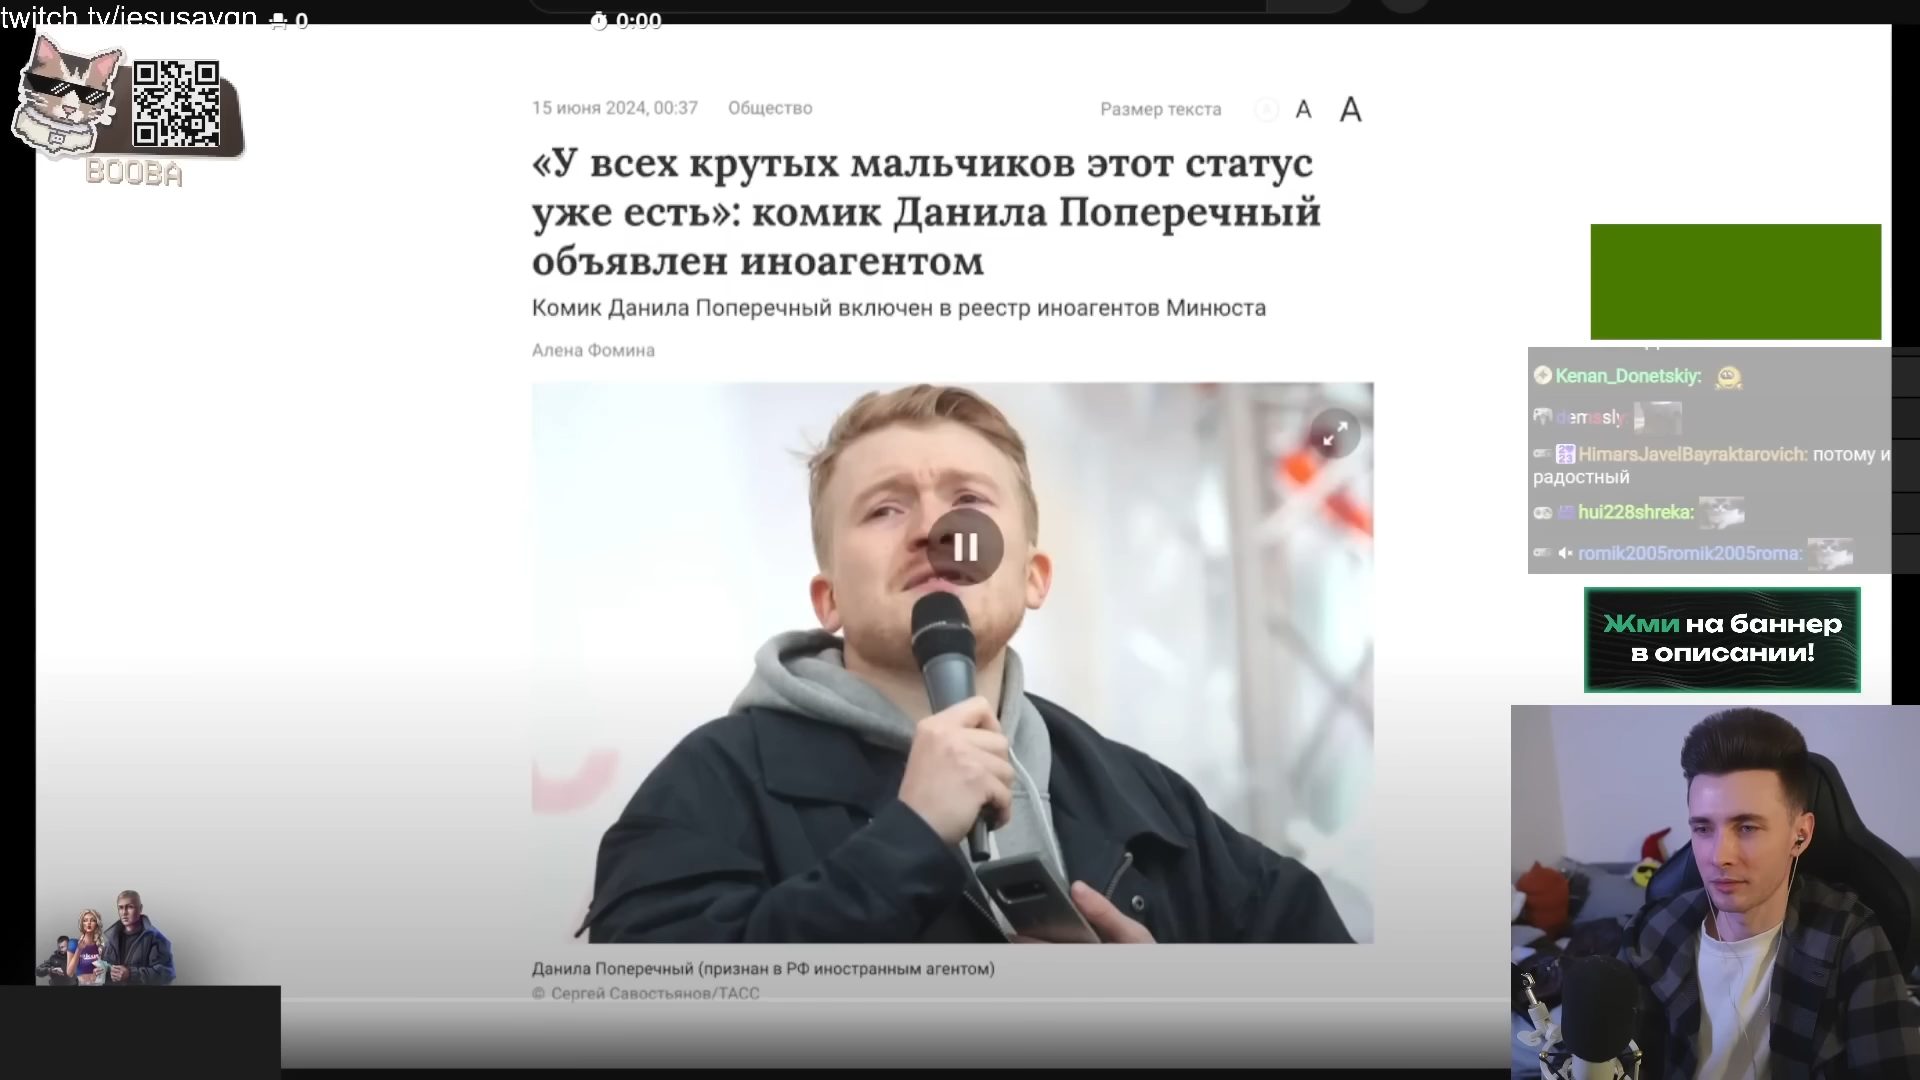 twitch.tv/jesusavgn
0
0:00
BOOBA
15 июня 2024, 00:37
Общество
Размер текста
А
А
А
«У всех крутых мальчиков этот статус
уже есть»: комик Данила Поперечный
объявлен иноагентом
Комик Данила Поперечный включен в реестр иноагентов Минюста
Алена Фомина
Данила Поперечный (признан в РФ иностранным агентом)
© Сергей Савостьянов/ТАСС
Kenan_Donetskiy:
demasly:
HimarsJavelBayraktarovich: потому и
радостный
hui228shreka:
romik2005romik2005roma:
Жми на баннер
в описании!